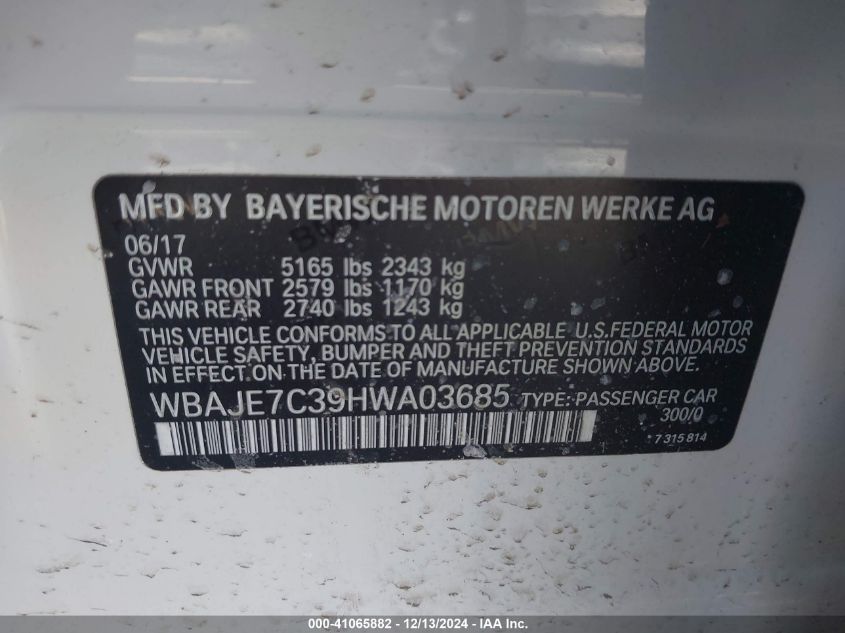 MFD BY BAYERISCHE MOTOREN WERKE AG
06/17
GVWR 5165 lbs 2343 kg
GAWR FRONT 2579 lbs 1170 kg
GAWR REAR 2740 lbs 1243 kg
THIS VEHICLE CONFORMS TO ALL APPLICABLE U.S.FEDERAL MOTOR
VEHICLE SAFETY, BUMPER AND THEFT PREVENTION STANDARDS
IN EFFECT ON THE DATE OF MANUFACTURE SHOWN ABOVE.
WBAJE7C39HWA03685 TYPE: PASSENGER CAR
300/0
7 315 814
000-41065882 - 12/13/2024 - © IAA, Inc.